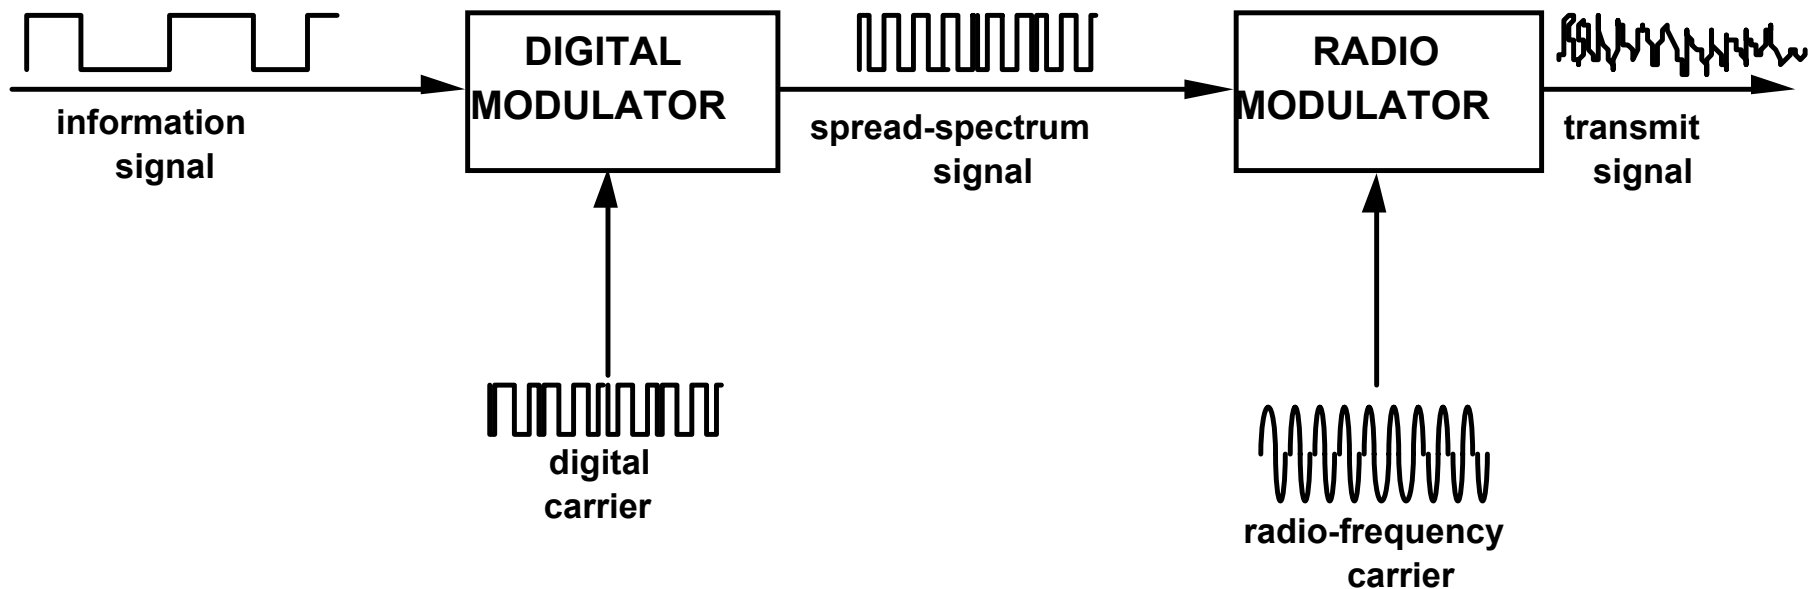 DIGITAL
MODULATOR
RADIO
MODULATOR
information
signal
spread-spectrum
signal
transmit
signal
digital
carrier
radio-frequency
carrier